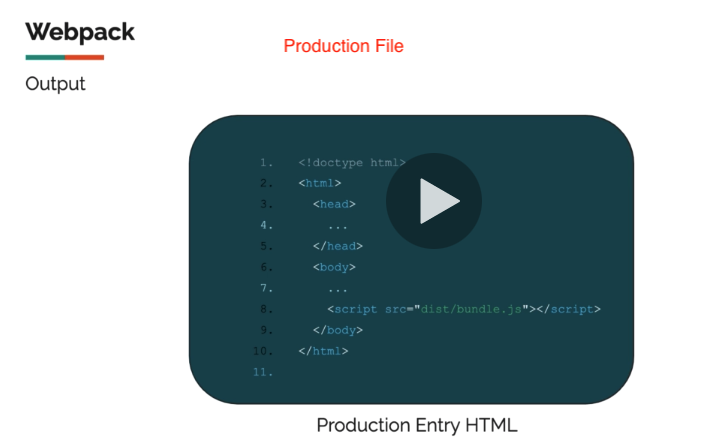 Webpack
Production File
Output
1. <!doctype html>
2. <html>
3. <head>
4. ...
5. </head>
6. <body>
7. ...
8. <script src="dist/bundle.js"></script>
9. </body>
10. </html>
11.
Production Entry HTML